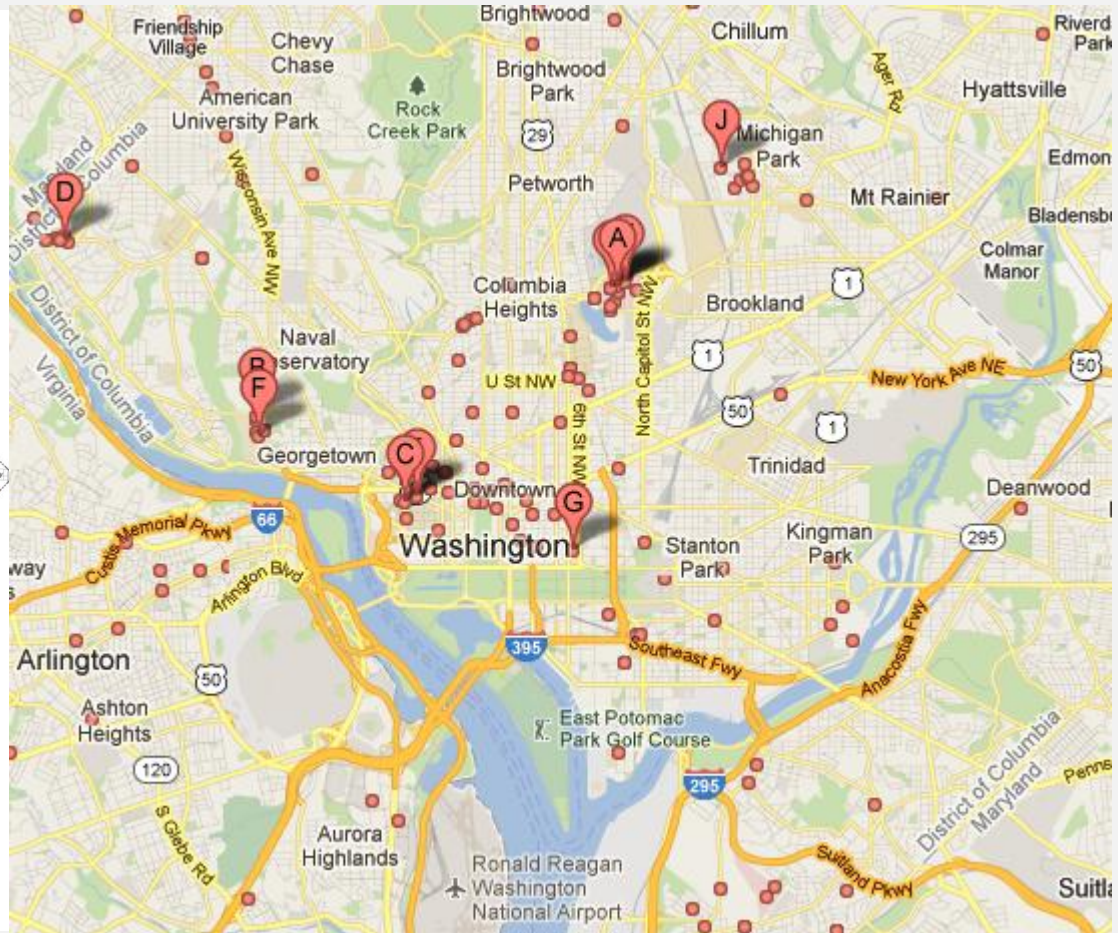 Brightwood
Friendship
Village
Chevy
Chase
Chillum
Riverd
Park
Ager Rd
Brightwood
Park
American
University Park
Rock
Creek Park
29
Hyattsville
J
Michigan
Park
Maryland
District of Columbia
Wisconsin Ave NW
Petworth
Edmon
D
Mt Rainier
Bladensbu
A
Colmar
Manor
Columbia
Heights
1
Brookland
North Capitol St NW
District of Columbia
Virginia
Naval
Observatory
1
50
B
F
U St NW
New York Ave NE
50
6th St NW
1
Georgetown
C
Trinidad
Downtown
G
Deanwood
66
Custis Memorial Pkwy
Washington
Stanton
Park
Kingman
Park
295
way
Arlington Blvd
Arlington
395
Southeast Fwy
Anacostia Fwy
50
Ashton
Heights
East Potomac
Park Golf Course
120
295
District of Columbia
Maryland
Penns
S Glebe Rd
Aurora
Highlands
Suitland Pkwy
Ronald Reagan
Washington
National Airport
Suitl